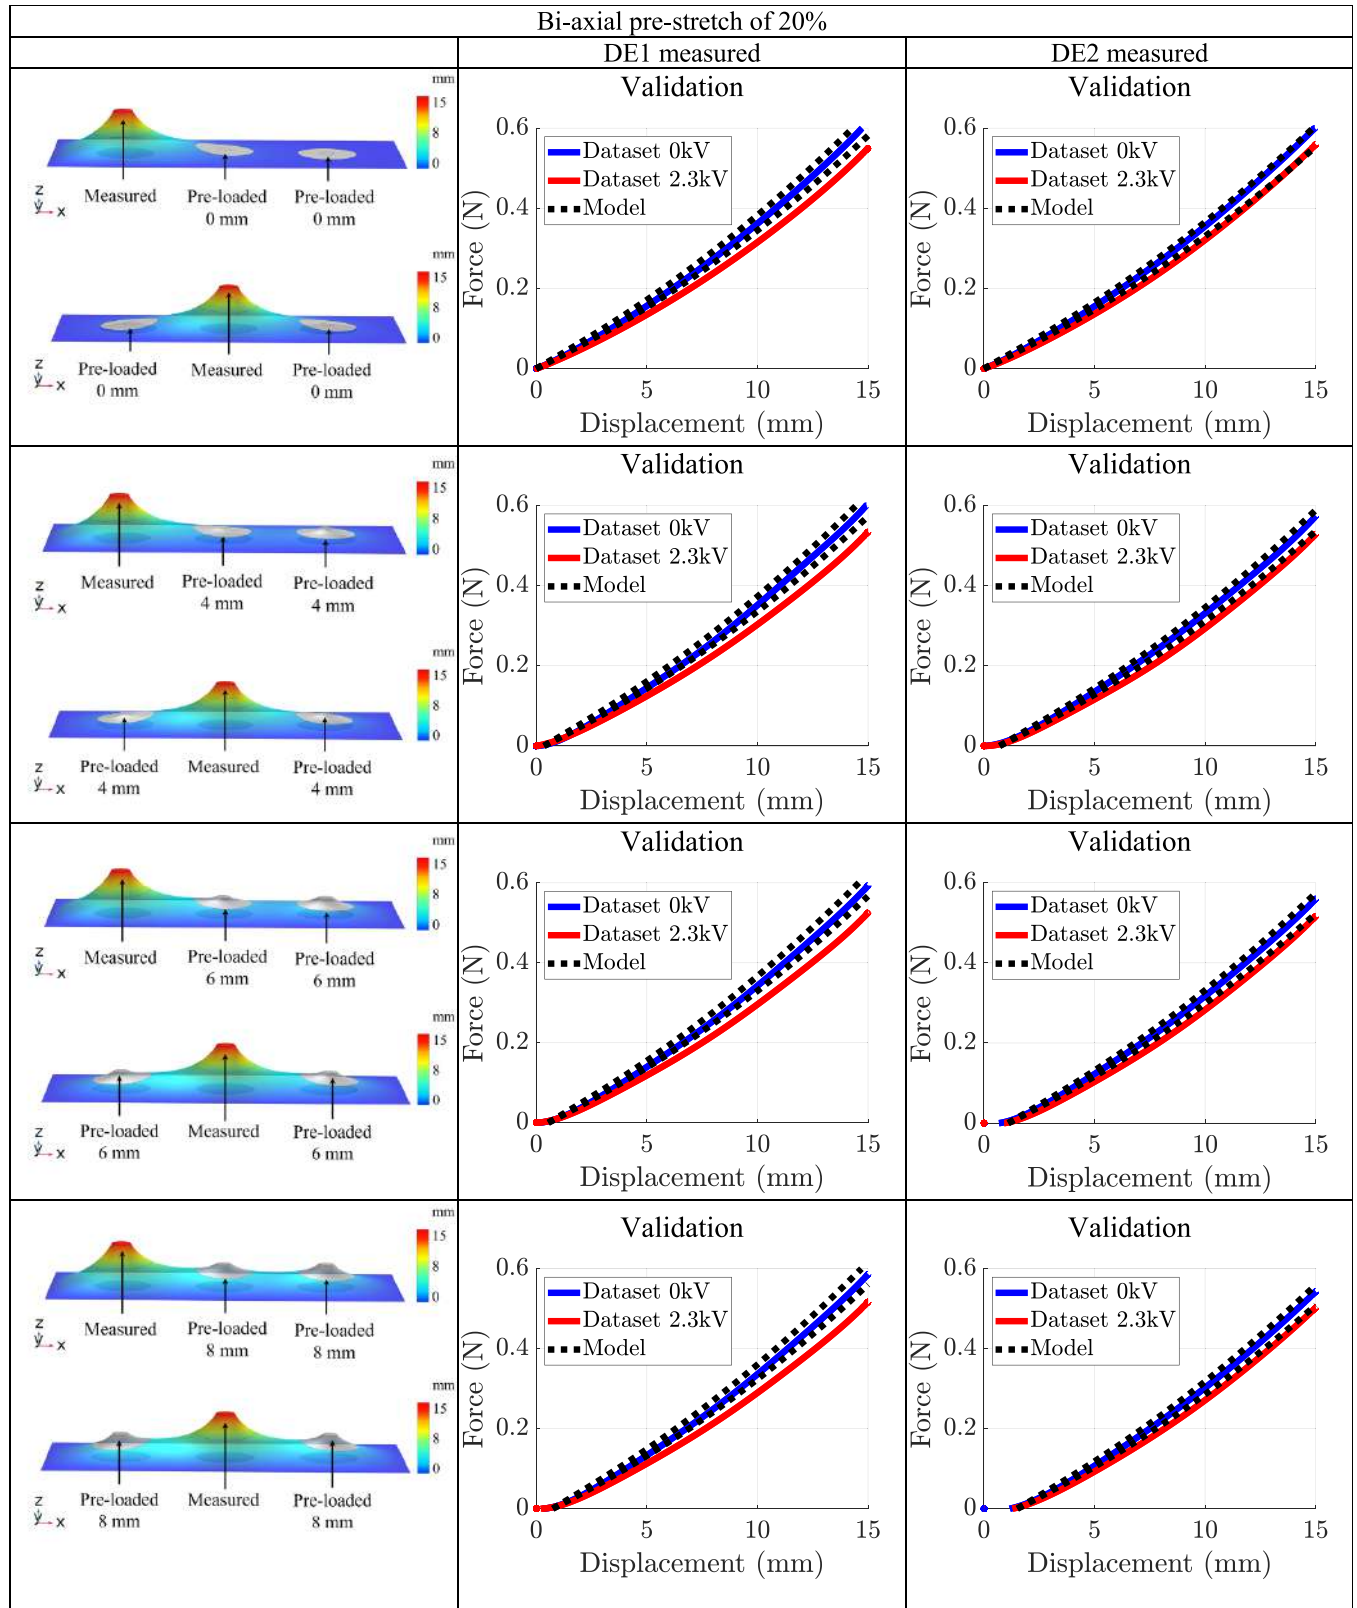 Bi-axial pre-stretch of 20%
DE1 measured
DE2 measured
mm
15
8
0
Measured
Pre-loaded
0 mm
Pre-loaded
0 mm
z
y
x
15
8
0
Pre-loaded
0 mm
Measured
Pre-loaded
0 mm
z
y
x
Validation
Force (N)
0.6
0.4
0.2
0
Dataset 0kV
Dataset 2.3kV
Model
0 5 10 15
Displacement (mm)
Validation
Force (N)
0.6
0.4
0.2
0
Dataset 0kV
Dataset 2.3kV
Model
0 5 10 15
Displacement (mm)
mm
15
8
0
Measured
Pre-loaded
4 mm
Pre-loaded
4 mm
z
y
x
mm
15
8
0
Pre-loaded
4 mm
Measured
Pre-loaded
4 mm
z
y
x
Validation
Force (N)
0.6
0.4
0.2
0
Dataset 0kV
Dataset 2.3kV
Model
0 5 10 15
Displacement (mm)
Validation
Force (N)
0.6
0.4
0.2
0
Dataset 0kV
Dataset 2.3kV
Model
0 5 10 15
Displacement (mm)
mm
15
8
0
Measured
Pre-loaded
6 mm
Pre-loaded
6 mm
z
y
x
mm
15
8
0
Pre-loaded
6 mm
Measured
Pre-loaded
6 mm
z
y
x
Validation
Force (N)
0.6
0.4
0.2
0
Dataset 0kV
Dataset 2.3kV
Model
0 5 10 15
Displacement (mm)
Validation
Force (N)
0.6
0.4
0.2
0
Dataset 0kV
Dataset 2.3kV
Model
0 5 10 15
Displacement (mm)
mm
15
8
0
Measured
Pre-loaded
8 mm
Pre-loaded
8 mm
z
y
x
mm
15
8
0
Pre-loaded
8 mm
Measured
Pre-loaded
8 mm
z
y
x
Validation
Force (N)
0.6
0.4
0.2
0
Dataset 0kV
Dataset 2.3kV
Model
0 5 10 15
Displacement (mm)
Validation
Force (N)
0.6
0.4
0.2
0
Dataset 0kV
Dataset 2.3kV
Model
0 5 10 15
Displacement (mm)